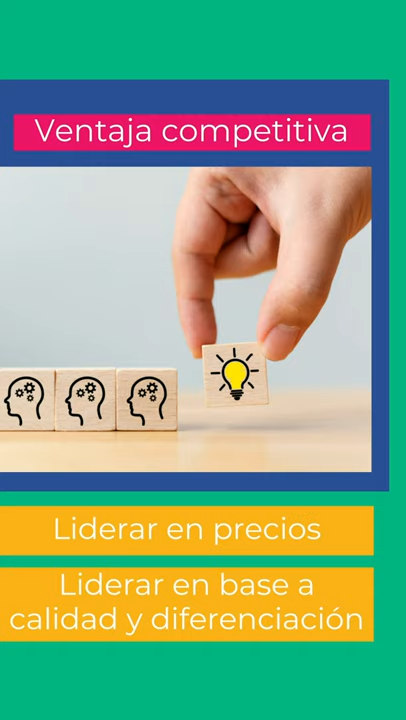 Ventaja competitiva
Liderar en precios
Liderar en base a
calidad y diferenciación